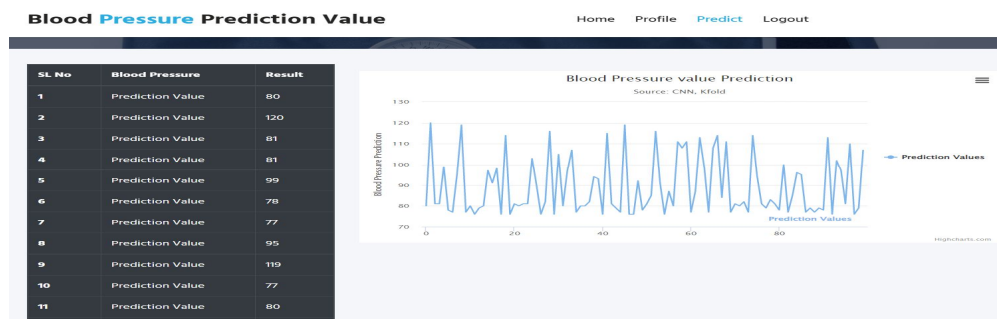 Blood Pressure Prediction Value
Home Profile Predict Logout
SL No Blood Pressure Result
1 Prediction Value 80
2 Prediction Value 120
3 Prediction Value 81
4 Prediction Value 81
5 Prediction Value 99
6 Prediction Value 78
7 Prediction Value 77
8 Prediction Value 95
9 Prediction Value 119
10 Prediction Value 77
11 Prediction Value 80
Blood Pressure value Prediction
Source: CNN, Kfold
Blood Pressure Prediction
130
120
110
100
90
80
70
0 20 40 60 80
Prediction Values
Prediction Values
Highcharts.com